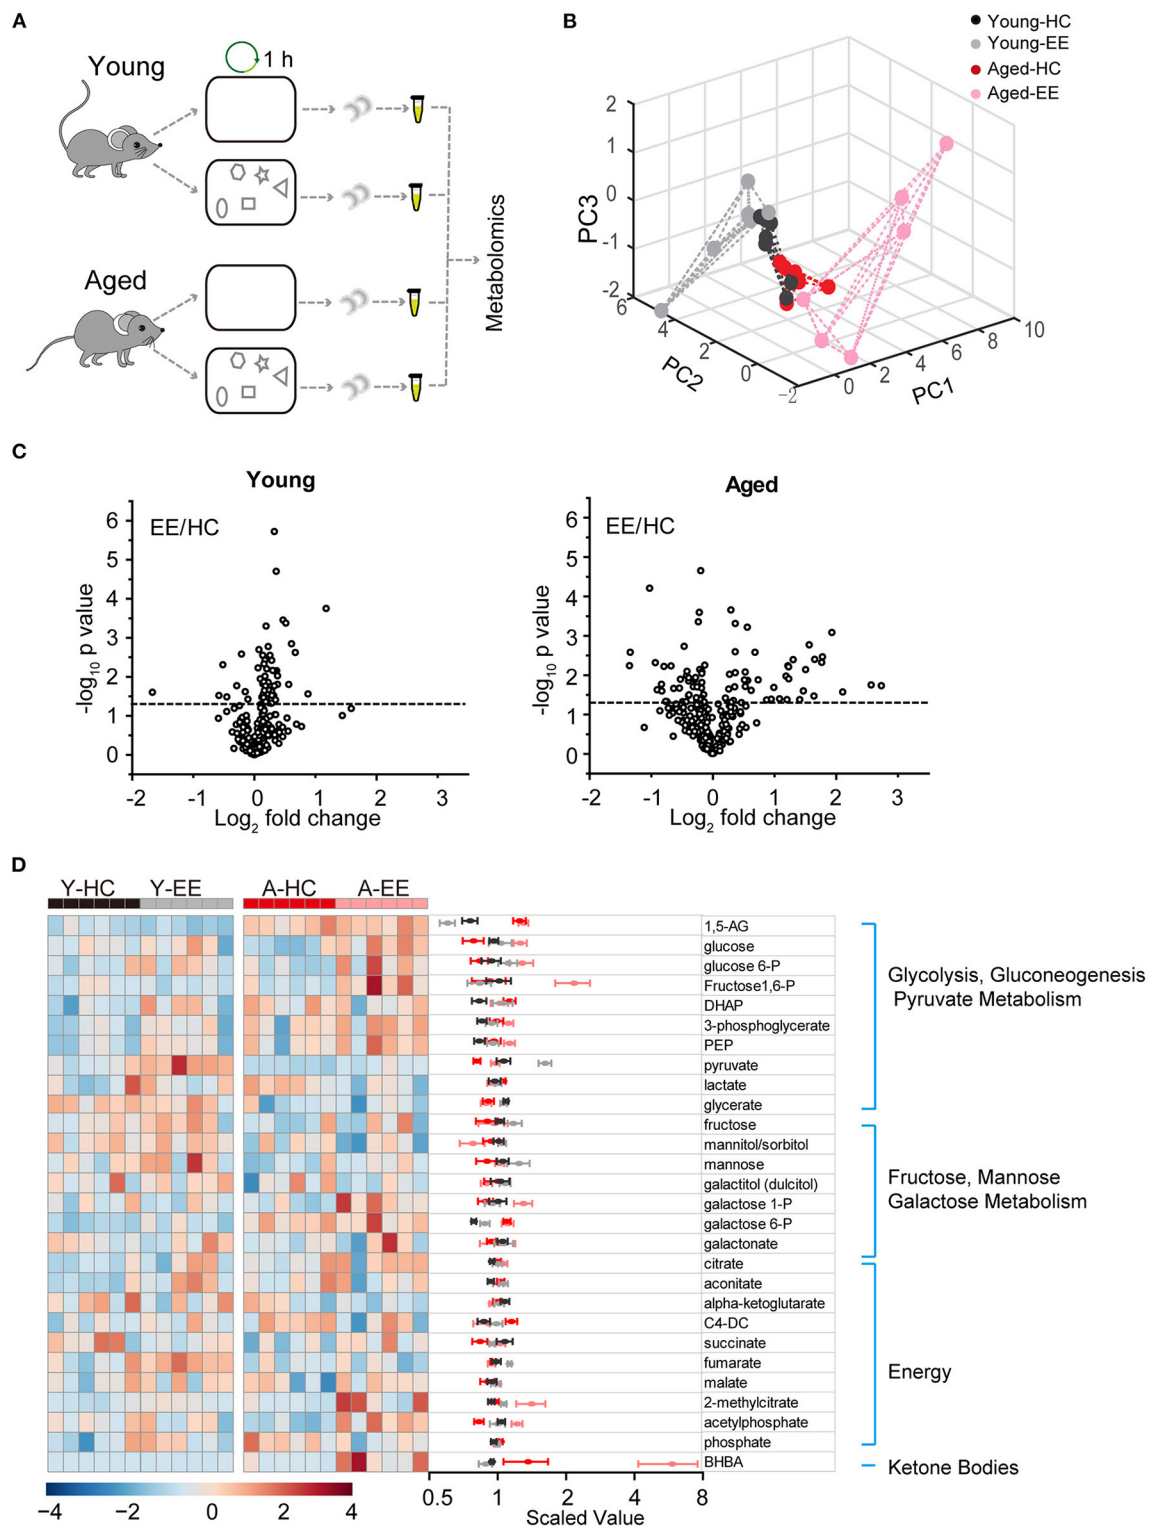 A
Young
1 h
Aged
Metabolomics
B
Young-HC
Young-EE
Aged-HC
Aged-EE
2
1
0
-1
-2
PC3
6
4
2
0
-2
PC2
0
2
4
6
8
10
PC1
C
Young
EE/HC
6
5
4
3
2
1
0
-log10 p value
-2 -1 0 1 2 3
Log2 fold change
Aged
EE/HC
6
5
4
3
2
1
0
-log10 p value
-2 -1 0 1 2 3
Log2 fold change
D
Y-HC Y-EE A-HC A-EE
1,5-AG
glucose
glucose 6-P
Fructose1,6-P
DHAP
3-phosphoglycerate
PEP
pyruvate
lactate
glycerate
fructose
mannitol/sorbitol
mannose
galactitol (dulcitol)
galactose 1-P
galactose 6-P
galactonate
citrate
aconitate
alpha-ketoglutarate
C4-DC
succinate
fumarate
malate
2-methylcitrate
acetylphosphate
phosphate
BHBA
Glycolysis, Gluconeogenesis
Pyruvate Metabolism
Fructose, Mannose
Galactose Metabolism
Energy
Ketone Bodies
−4 −2 0 2 4
0.5 1 2 4 8
Scaled Value